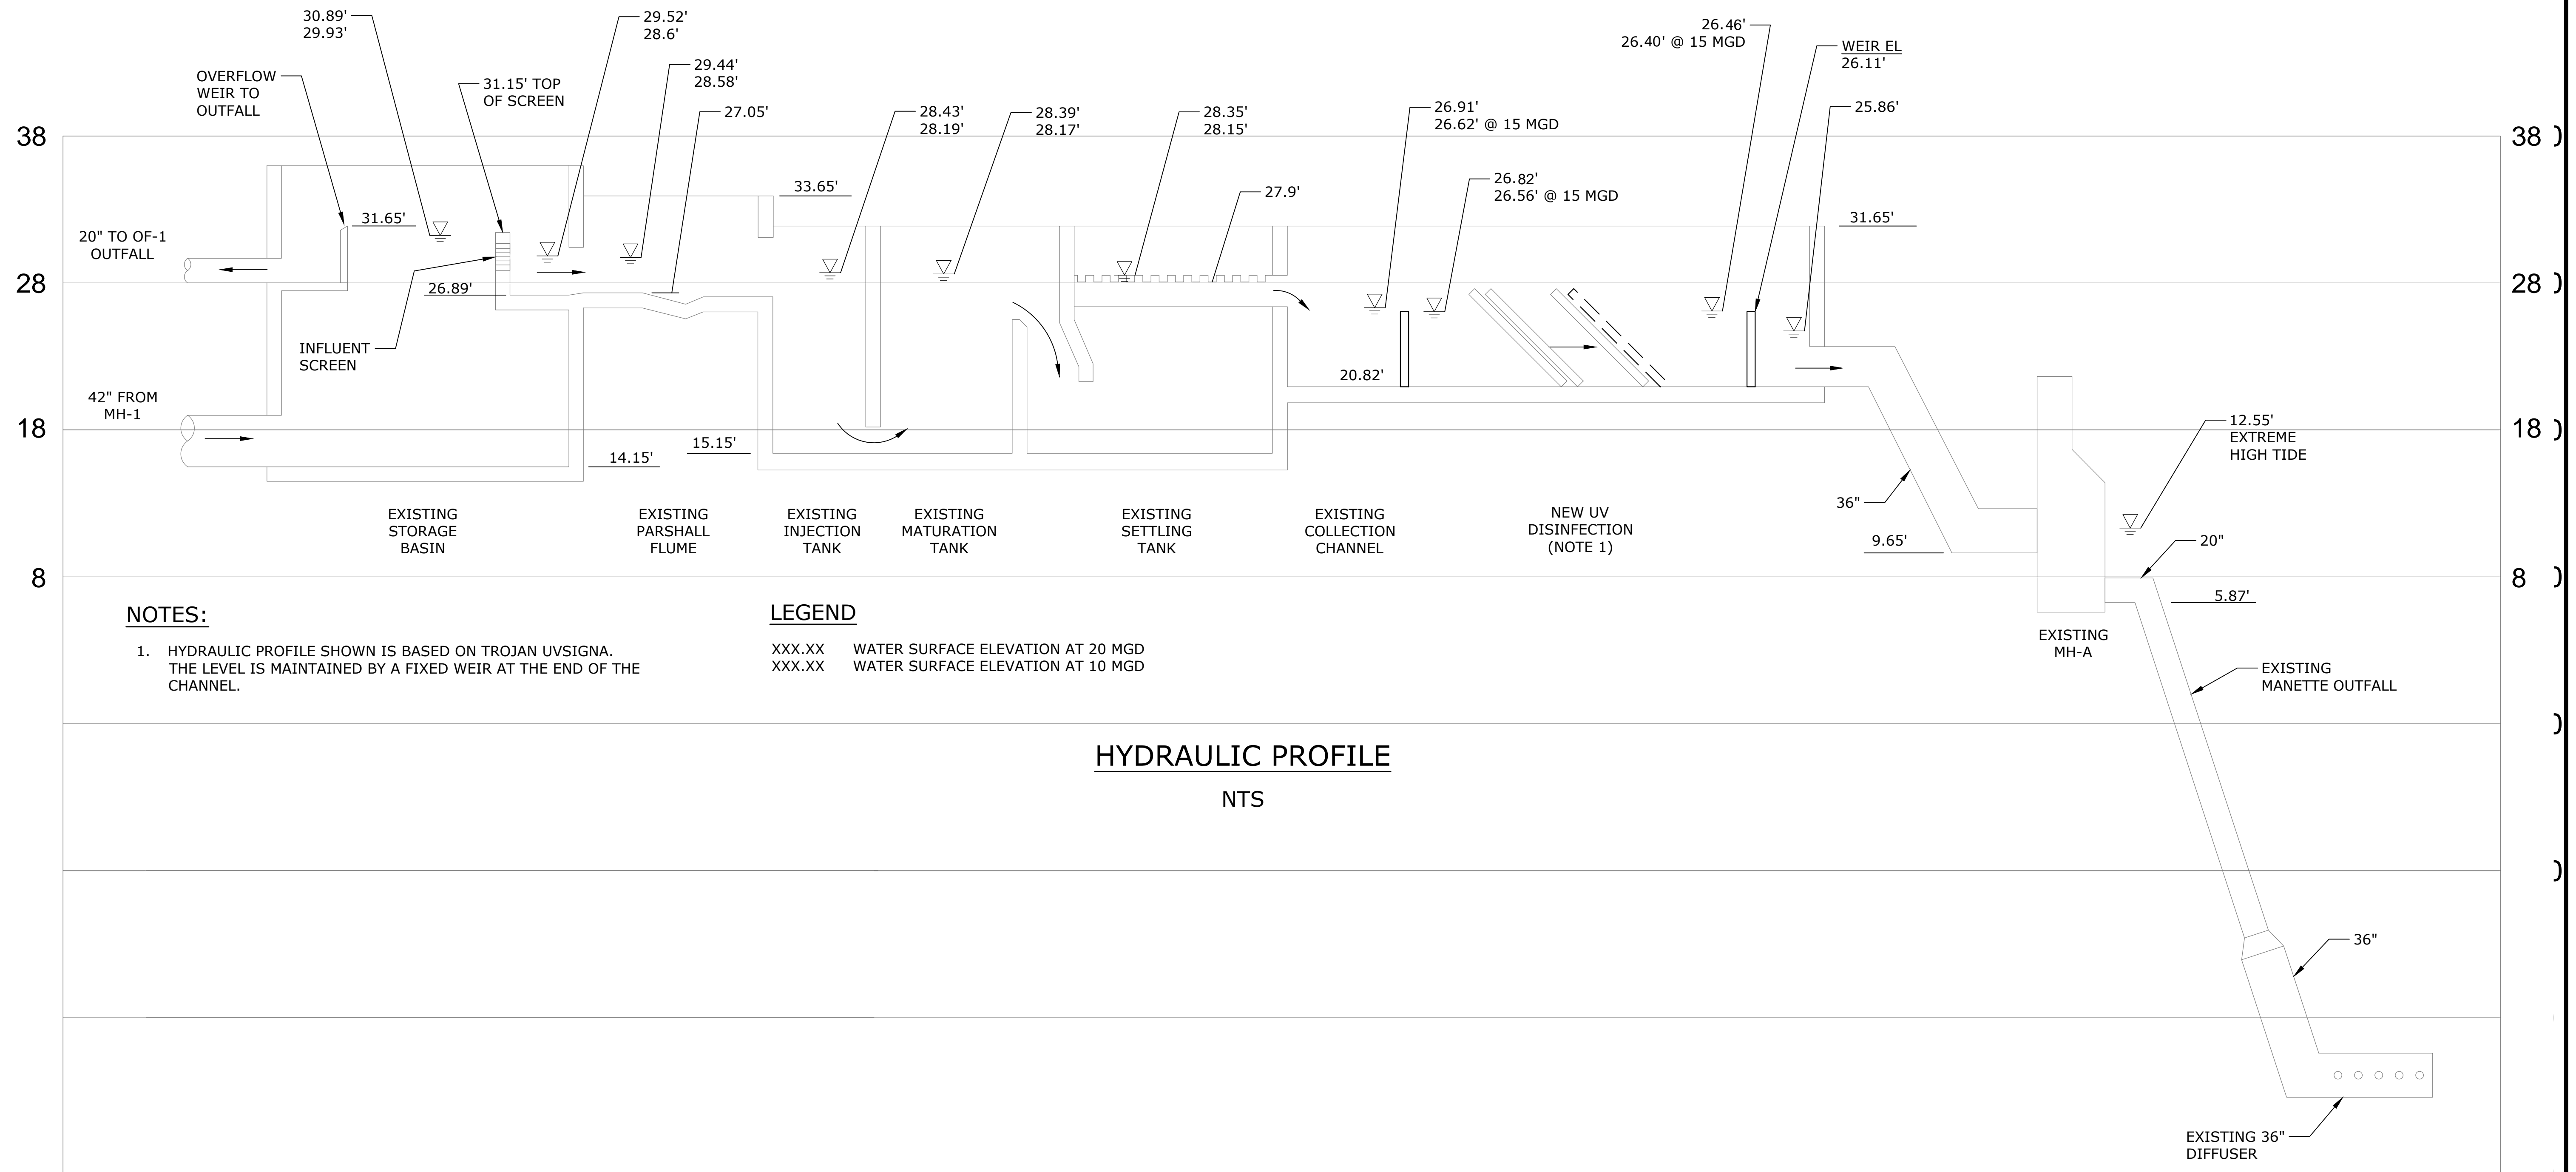 30.89'
29.93'
29.52'
28.6'
26.46'
26.40' @ 15 MGD
WEIR EL
26.11'
29.44'
28.58'
OVERFLOW
WEIR TO
OUTFALL
31.15' TOP
OF SCREEN
27.05'
28.43'
28.19'
28.39'
28.17'
28.35'
28.15'
26.91'
26.62' @ 15 MGD
25.86'
38
38
33.65'
27.9'
26.82'
26.56' @ 15 MGD
31.65'
31.65'
20" TO OF-1
OUTFALL
28
28
26.89'
INFLUENT
SCREEN
20.82'
42" FROM
MH-1
18
18
15.15'
14.15'
12.55'
EXTREME
HIGH TIDE
36"
9.65'
20"
EXISTING
STORAGE
BASIN
EXISTING
PARSHALL
FLUME
EXISTING
INJECTION
TANK
EXISTING
MATURATION
TANK
EXISTING
SETTLING
TANK
EXISTING
COLLECTION
CHANNEL
NEW UV
DISINFECTION
(NOTE 1)
8
8
5.87'
NOTES:
1. HYDRAULIC PROFILE SHOWN IS BASED ON TROJAN UVSIGNA.
THE LEVEL IS MAINTAINED BY A FIXED WEIR AT THE END OF THE
CHANNEL.
LEGEND
XXX.XX WATER SURFACE ELEVATION AT 20 MGD
XXX.XX WATER SURFACE ELEVATION AT 10 MGD
EXISTING
MH-A
EXISTING
MANETTE OUTFALL
HYDRAULIC PROFILE
NTS
36"
EXISTING 36"
DIFFUSER